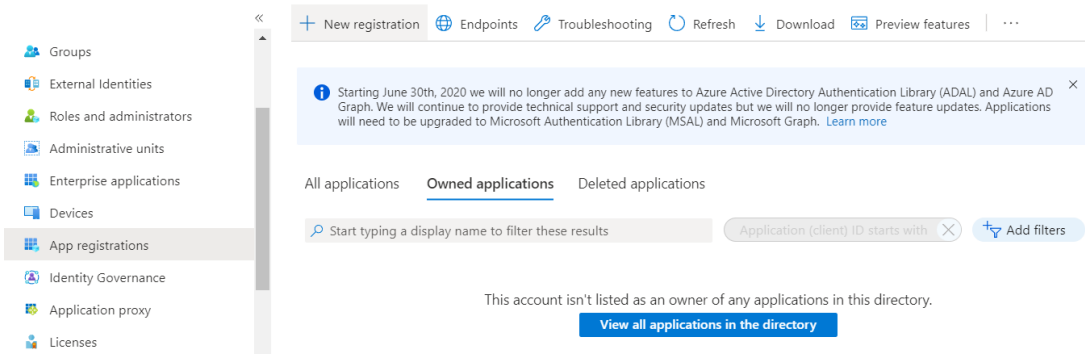 «
Groups
External Identities
Roles and administrators
Administrative units
Enterprise applications
Devices
App registrations
Identity Governance
Application proxy
Licenses
New registration Endpoints Troubleshooting Refresh Download Preview features ...
Starting June 30th, 2020 we will no longer add any new features to Azure Active Directory Authentication Library (ADAL) and Azure AD
Graph. We will continue to provide technical support and security updates but we will no longer provide feature updates. Applications
will need to be upgraded to Microsoft Authentication Library (MSAL) and Microsoft Graph. Learn more
All applications Owned applications Deleted applications
Start typing a display name to filter these results Application (client) ID starts with Add filters
This account isn't listed as an owner of any applications in this directory.
View all applications in the directory